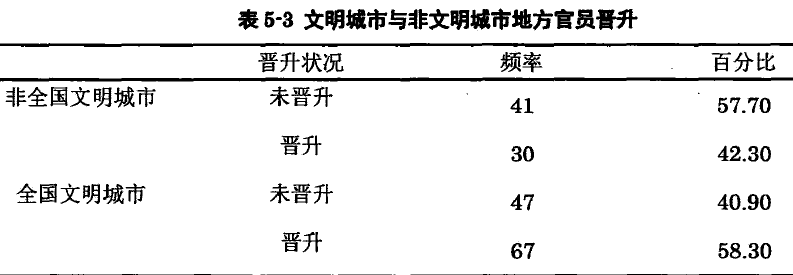 表 5-3 文明城市与非文明城市地方官员晋升
晋升状况 频率 百分比
非全国文明城市 未晋升 41 57.70
晋升 30 42.30
全国文明城市 未晋升 47 40.90
晋升 67 58.30